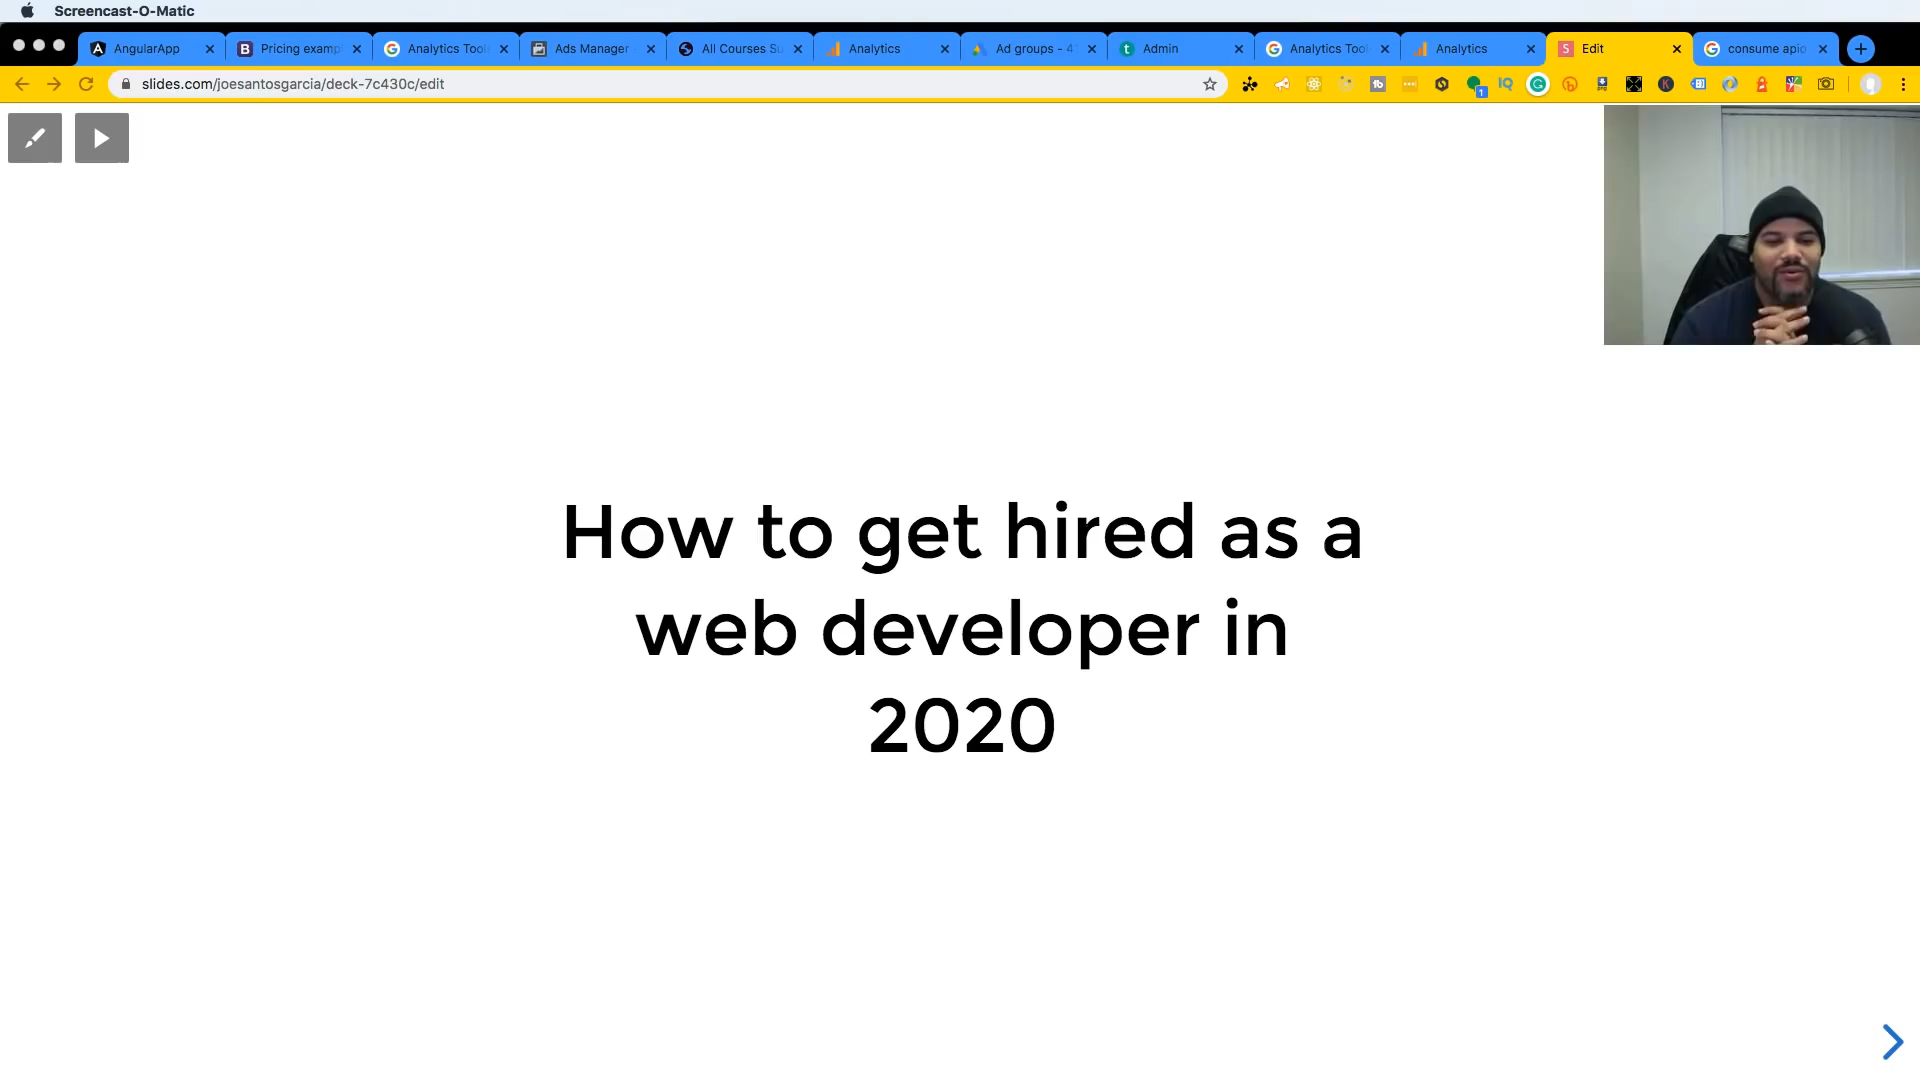 Screencast-O-Matic
AngularApp
Pricing examp
Analytics Tool
Ads Manager
All Courses Su
Analytics
Ad groups - 4
Admin
Analytics Tool
Analytics
Edit
consume apio
slides.com/joesantosgarcia/deck-7c430c/edit
How to get hired as a
web developer in
2020